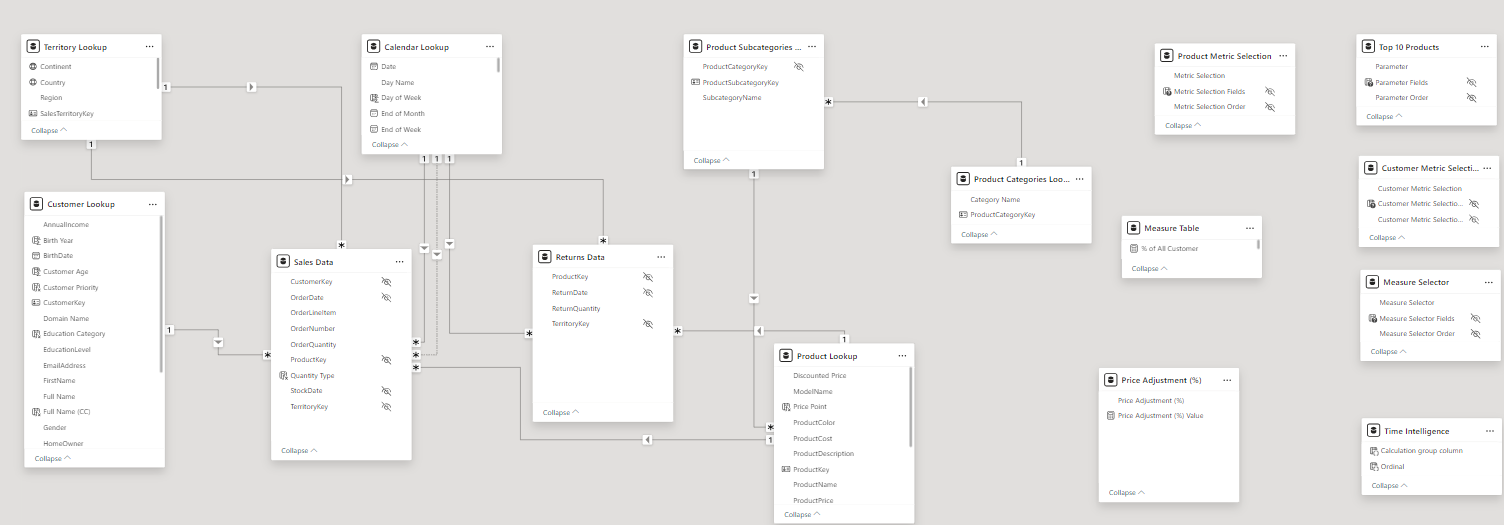 Territory Lookup
Continent
Country
Region
SalesTerritoryKey
Collapse
1
1
Calendar Lookup
Date
Day Name
Day of Week
End of Month
End of Week
Collapse
1
1
1
Product Subcategories ...
ProductCategoryKey
ProductSubcategoryKey
SubcategoryName
Collapse
*
1
Product Categories Loo...
Category Name
ProductCategoryKey
Collapse
1
Product Metric Selection
Metric Selection
Metric Selection Fields
Metric Selection Order
Collapse
Top 10 Products
Parameter
Parameter Fields
Parameter Order
Collapse
Customer Metric Selecti...
Customer Metric Selection
Customer Metric Selectio...
Customer Metric Selectio...
Collapse
Customer Lookup
AnnualIncome
Birth Year
BirthDate
Customer Age
Customer Priority
CustomerKey
Domain Name
Education Category
EducationLevel
EmailAddress
FirstName
Full Name
Full Name (CC)
Gender
HomeOwner
Collapse
1
*
Sales Data
CustomerKey
OrderDate
OrderLineItem
OrderNumber
OrderQuantity
ProductKey
Quantity Type
StockDate
TerritoryKey
Collapse
*
*
*
*
*
Returns Data
ProductKey
ReturnDate
ReturnQuantity
TerritoryKey
Collapse
*
*
1
Product Lookup
Discounted Price
ModelName
Price Point
ProductColor
ProductCost
ProductDescription
ProductKey
ProductName
ProductPrice
Collapse
*
1
Measure Table
% of All Customer
Collapse
Measure Selector
Measure Selector
Measure Selector Fields
Measure Selector Order
Collapse
Price Adjustment (%)
Price Adjustment (%)
Price Adjustment (%) Value
Collapse
Time Intelligence
Calculation group column
Ordinal
Collapse